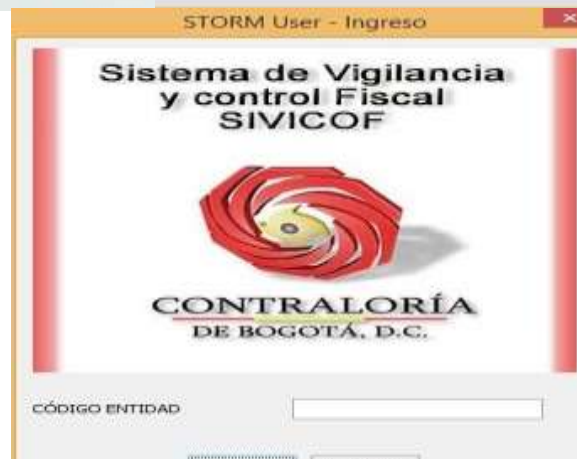 STORM User - Ingreso
Sistema de Vigilancia
y control Fiscal
SIVICOF
CONTRALORÍA
DE BOGOTÁ, D.C.
CÓDIGO ENTIDAD